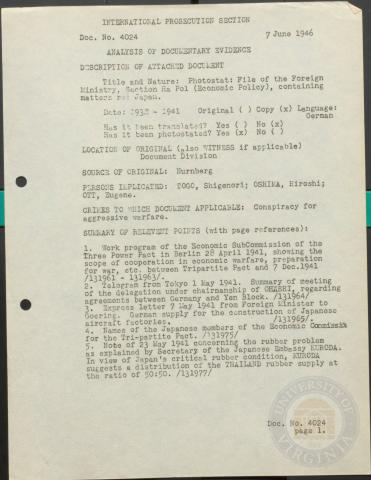 INTERNATIONAL PROSECUTION SECTION
Doc. No. 4024 7 June 1946
ANALYSIS OF DOCUMENTARY EVIDENCE
DESCRIPTION OF ATTACHED DOCUMENT
Title and Nature: Photostat: File of the Foreign
Ministry, Section Ha Pol (Economic Policy), containing
matters re: Japan.
Date: 1938 - 1941 Original ( ) Copy (x) Language:
German
Has it been translated? Yes ( ) No (x)
Has it been photostated? Yes (x) No ( )
LOCATION OF ORIGINAL (also WITNESS if applicable)
Document Division
SOURCE OF ORIGINAL: Nurnberg
PERSONS IMPLICATED: TOGO, Shigenori; OSHIMA, Hiroshi;
OTT, Eugene.
CRIMES TO WHICH DOCUMENT APPLICABLE: Conspiracy for
aggressive warfare.
SUMMARY OF RELEVENT POINTS (with page references):
1. Work program of the Economic SubCommission of the
Three Power Pact in Berlin 28 April 1941, showing the
scope of cooperation in economic warfare, preparation
for war, etc. between Tripartite Pact and 7 Dec.1941
/131961 - 131963/.
2. Telegram from Tokyo 1 May 1941. Summary of meeting
of the delegation under chairmanship of OHASHI, regarding
agreements between Germany and Yen Block. /131964/
3. Express letter 7 May 1941 from Foreign Minister to
Goering. German supply for the construction of Japanese
aircraft factories. /131965/.
4. Names of the Japanese members of the Economic Commission
for the Tri-partite Pact. /131975/
5. Note of 23 May 1941 concerning the rubber problem
as explained by Secretary of the Japanese Embassy KURODA.
In view of Japan's critical rubber condition, KURODA
suggests a distribution of the THAILAND rubber supply at
the ratio of 50:50. /131977/
Doc. No. 4024
page 1.
UNIVERSITY OF VIRGINIA